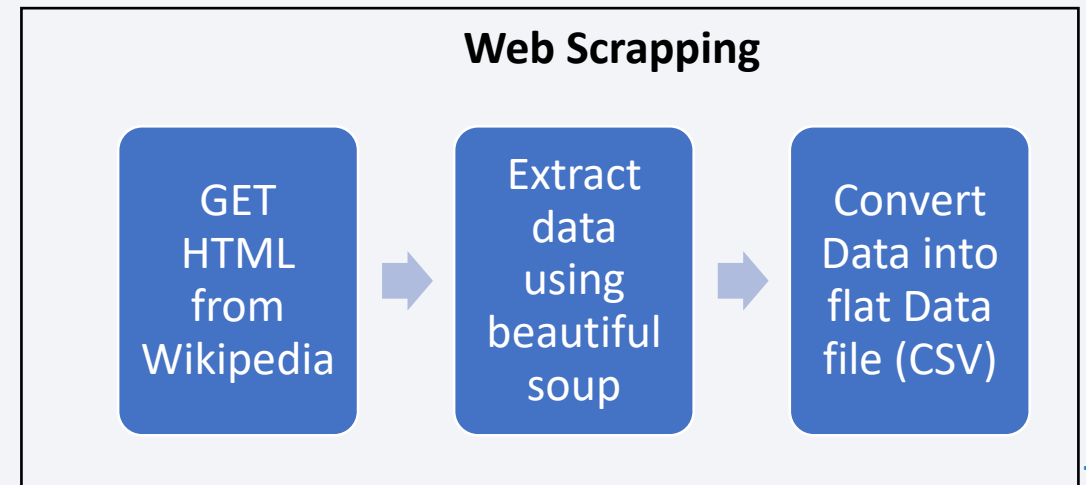 Web Scrapping
GET
HTML
from
Wikipedia
Extract
data
using
beautiful
soup
Convert
Data into
flat Data
file (CSV)